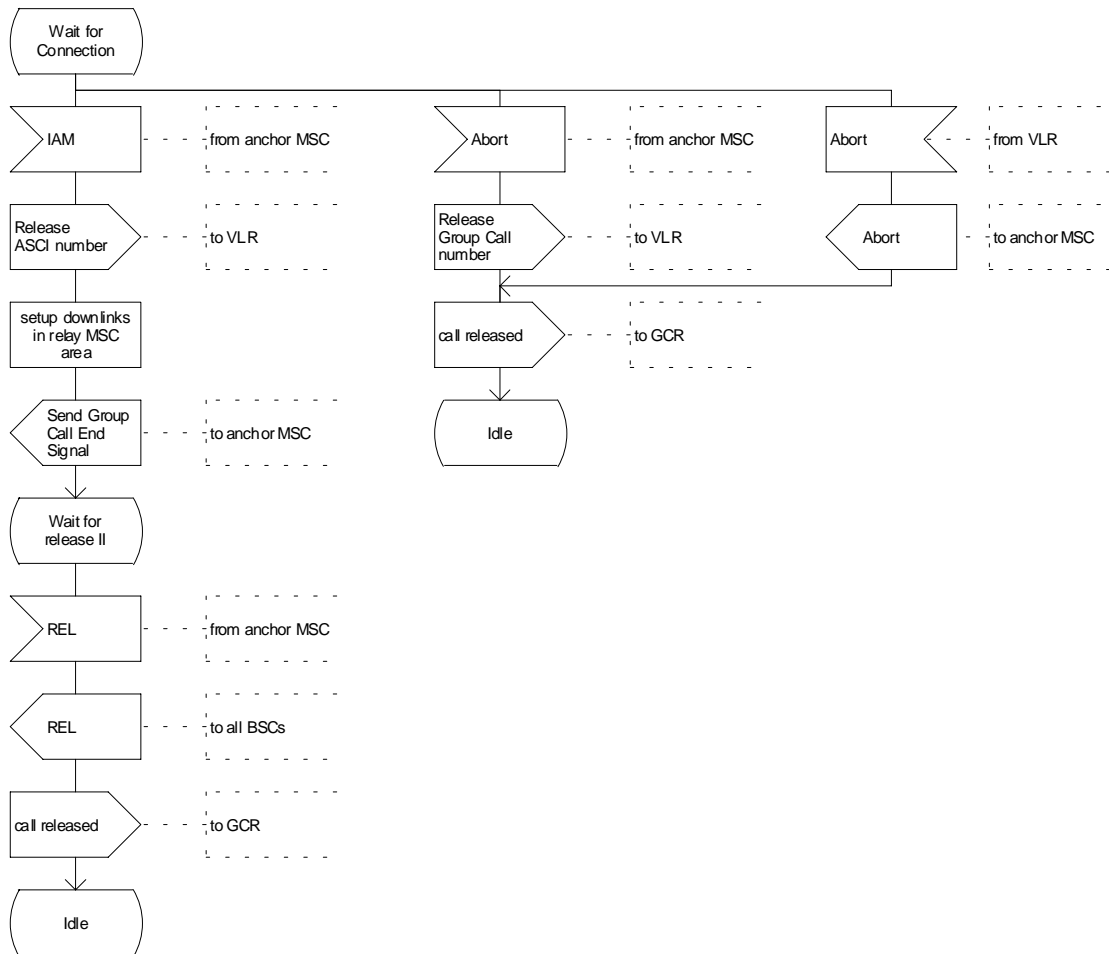 Wait for
Connection
IAM
from anchor MSC
Abort
from anchor MSC
Abort
from VLR
Release
ASCI number
to VLR
Release
Group Call
number
to VLR
Abort
to anchor MSC
setup downlinks
in relay MSC
area
call released
to GCR
Send Group
Call End
Signal
to anchor MSC
Idle
Wait for
release II
REL
from anchor MSC
REL
to all BSCs
call released
to GCR
Idle